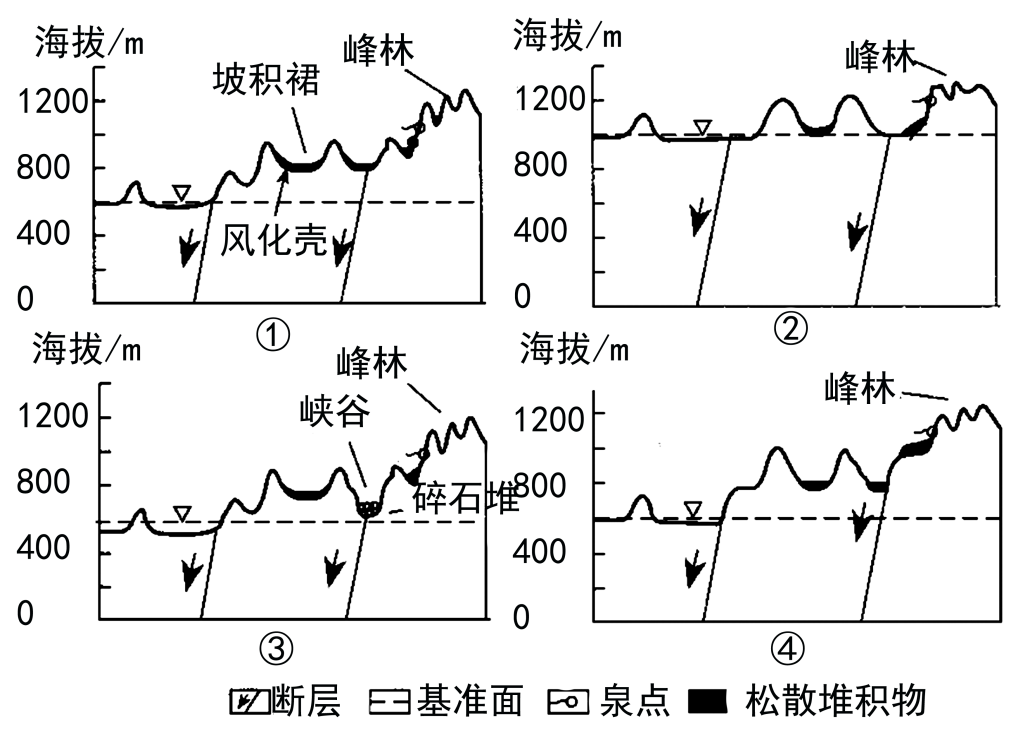 海拔/m
1200
800
400
0
坡积裙
峰林
风化壳
①
海拔/m
1200
800
400
0
峰林
②
海拔/m
1200
800
400
0
峰林
峡谷
碎石堆
③
海拔/m
1200
800
400
0
峰林
④
断层 基准面 泉点 松散堆积物